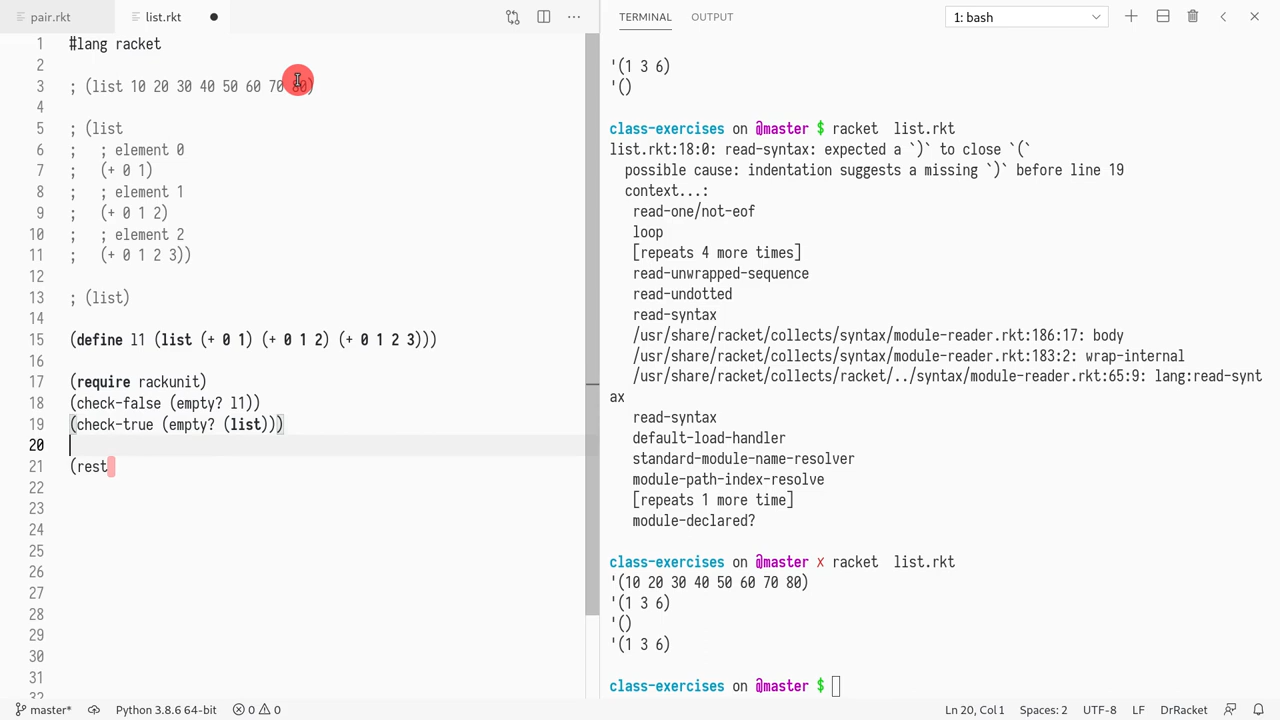 pair.rkt
list.rkt
TERMINAL
OUTPUT
1: bash
1 #lang racket
2
3 ; (list 10 20 30 40 50 60 70 80)
4
5 ; (list
6 ;   ; element 0
7 ;   (+ 0 1)
8 ;   ; element 1
9 ;   (+ 0 1 2)
10 ;   ; element 2
11 ;   (+ 0 1 2 3))
12
13 ; (list)
14
15 (define l1 (list (+ 0 1) (+ 0 1 2) (+ 0 1 2 3)))
16
17 (require rackunit)
18 (check-false (empty? l1))
19 (check-true (empty? (list)))
20
21 (rest
22
23
24
25
26
27
28
29
30
31
32
'(1 3 6)
'()
class-exercises on @master $ racket  list.rkt
list.rkt:18:0: read-syntax: expected a `)` to close `(`
  possible cause: indentation suggests a missing `)` before line 19
  context...:
   read-one/not-eof
   loop
   [repeats 4 more times]
   read-unwrapped-sequence
   read-undotted
   read-syntax
   /usr/share/racket/collects/syntax/module-reader.rkt:186:17: body
   /usr/share/racket/collects/syntax/module-reader.rkt:183:2: wrap-internal
   /usr/share/racket/collects/racket/../syntax/module-reader.rkt:65:9: lang:read-synt
ax
   read-syntax
   default-load-handler
   standard-module-name-resolver
   module-path-index-resolve
   [repeats 1 more time]
   module-declared?
class-exercises on @master ✗ racket  list.rkt
'(10 20 30 40 50 60 70 80)
'(1 3 6)
'()
'(1 3 6)
class-exercises on @master $
master* Python 3.8.6 64-bit 0 0 Ln 20, Col 1 Spaces: 2 UTF-8 LF DrRacket